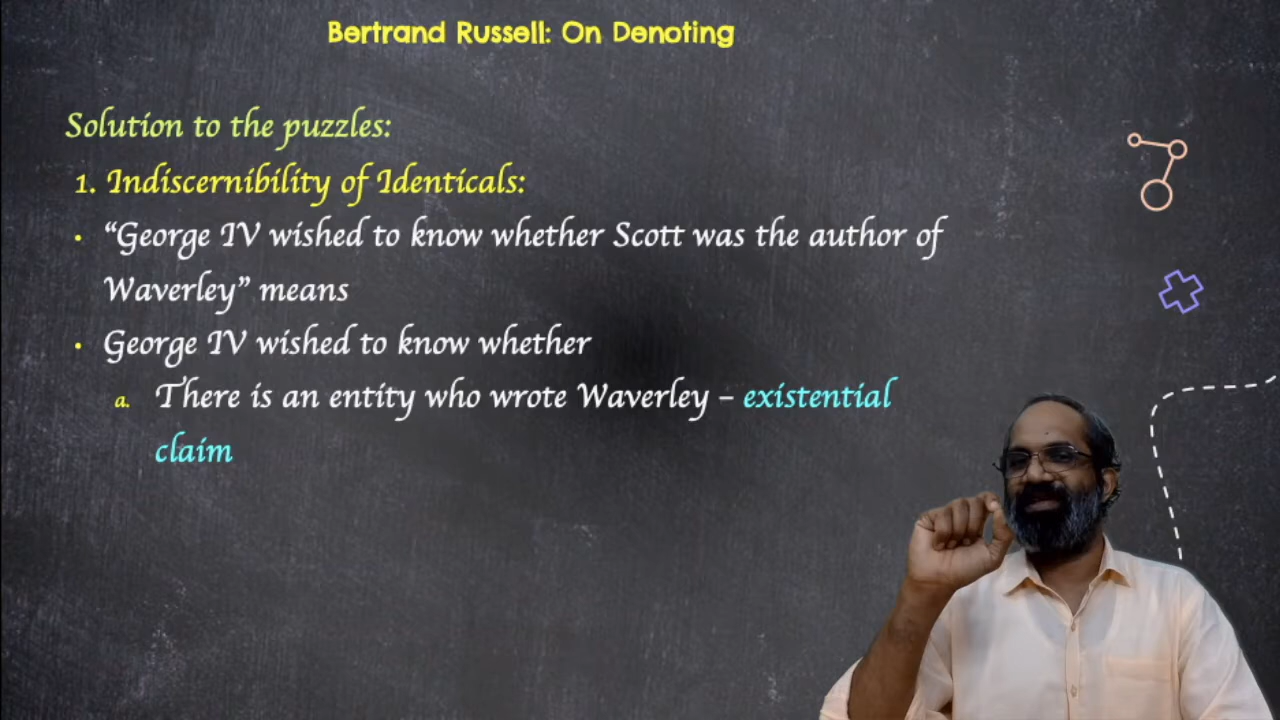 Bertrand Russell: On Denoting
Solution to the puzzles:
1. Indiscernibility of Identicals:
• “George IV wished to know whether Scott was the author of
Waverley” means
• George IV wished to know whether
a. There is an entity who wrote Waverley – existential
claim